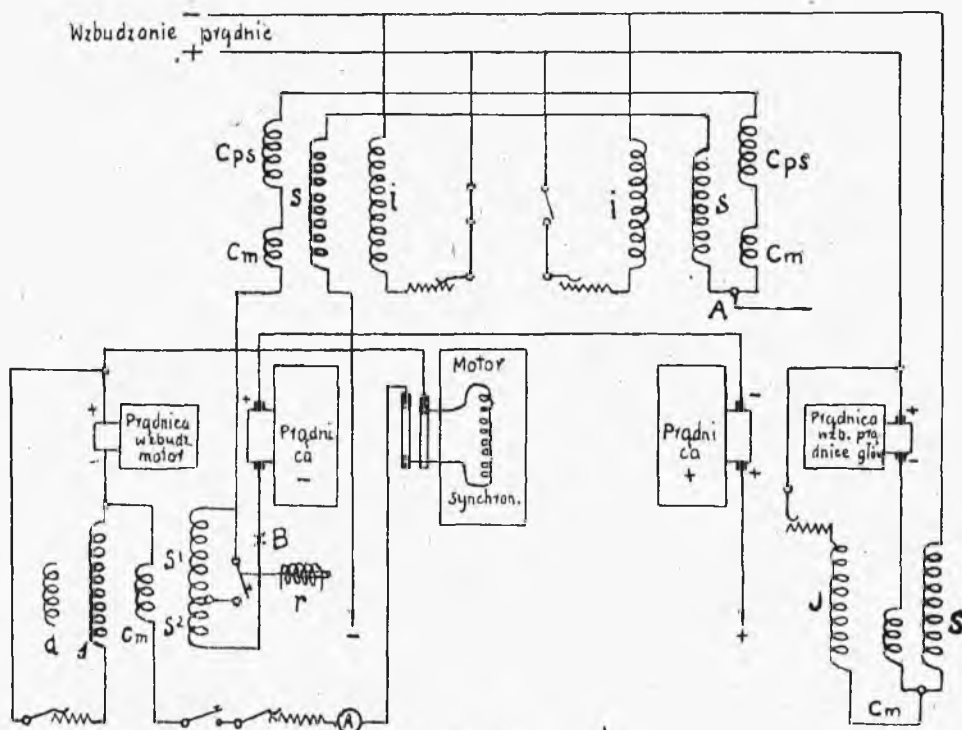 −
Wzbudzanie prądnic
+
Cps
S
i
i
S
Cps
Cm
Cm
A
Motor
Synchron.
+
Prądnica
wzbudz
motor
-
+
Prądni
ca
-
Prądni
ca
+
-
+
Prądnica
wzb. prą
dnice głów
+
-
B
S¹
S²
r
d
Cm
-
+
J
S
Cm
A